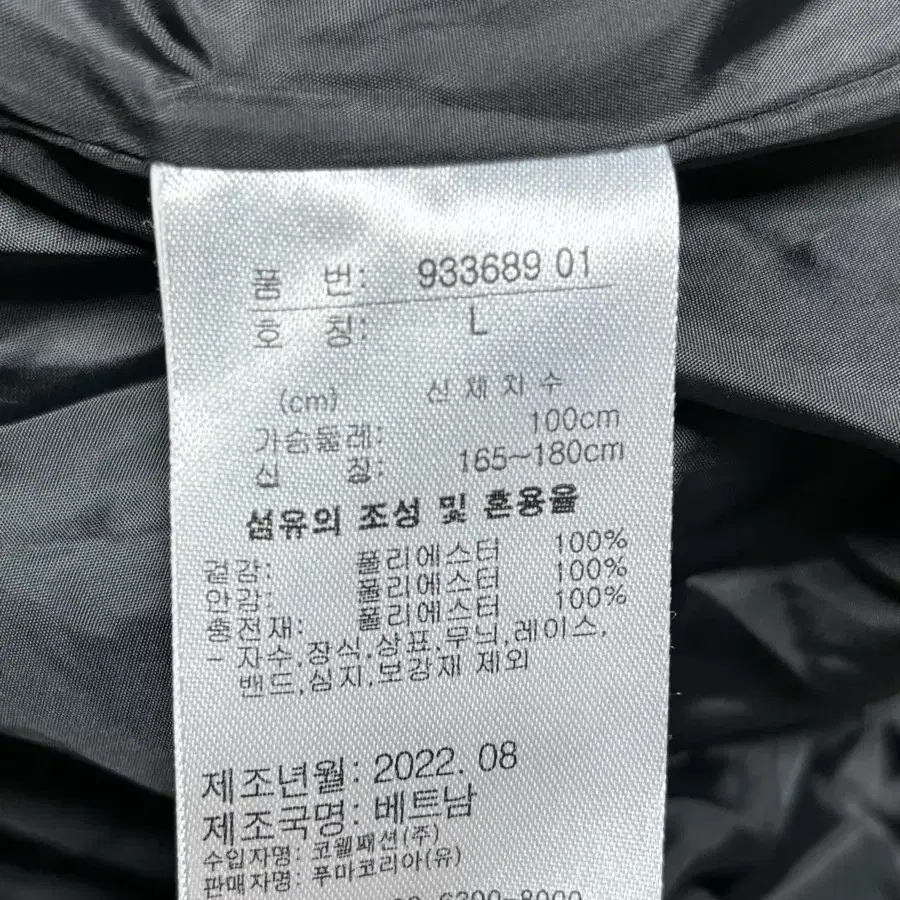 품 번: 933689 01
호 칭: L
(cm) 신체치수
가슴둘레: 100cm
신 장: 165~180cm
섬유의 조성 및 혼용율
겉감: 폴리에스터 100%
안감: 폴리에스터 100%
충전재: 폴리에스터 100%
- 자수,장식,상표,무늬,레이스,
밴드,심지,보강재 제외
제조년월: 2022. 08
제조국명: 베트남
수입자명: 코웰패션(주)
판매자명: 푸마코리아(유)